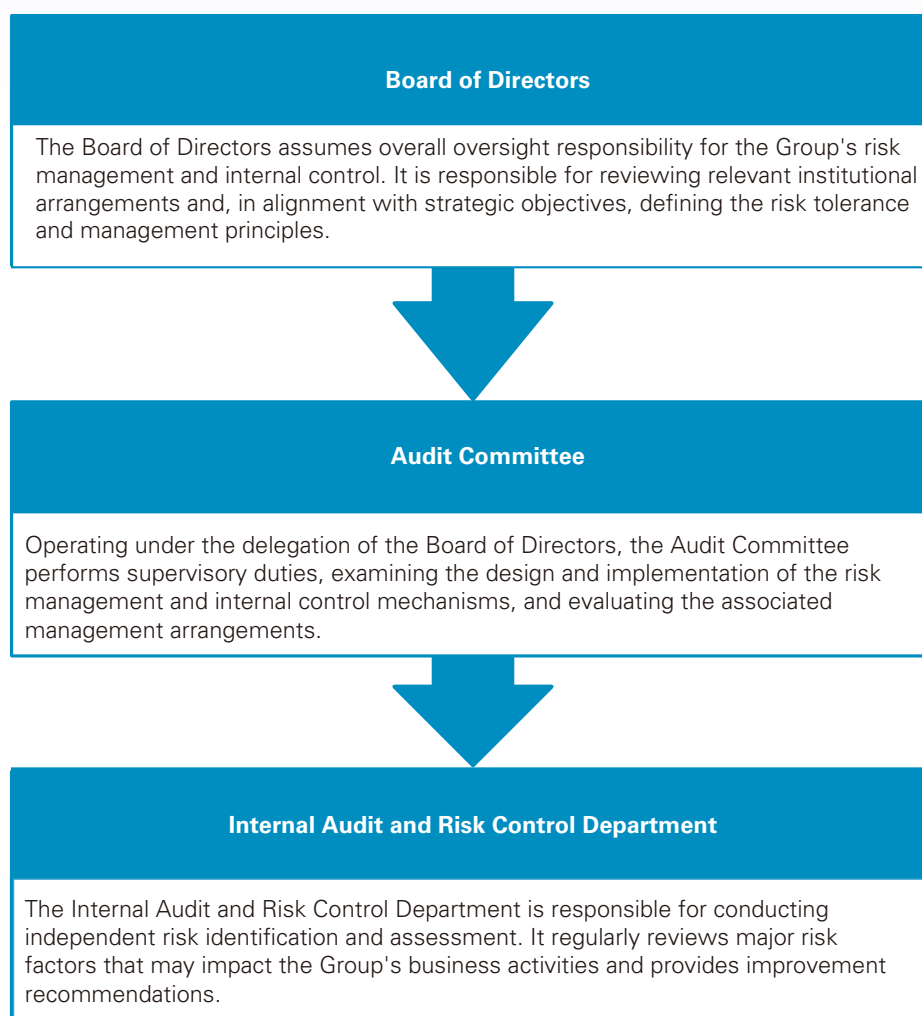 Board of Directors
The Board of Directors assumes overall oversight responsibility for the Group's risk
management and internal control. It is responsible for reviewing relevant institutional
arrangements and, in alignment with strategic objectives, defining the risk tolerance
and management principles.
Audit Committee
Operating under the delegation of the Board of Directors, the Audit Committee
performs supervisory duties, examining the design and implementation of the risk
management and internal control mechanisms, and evaluating the associated
management arrangements.
Internal Audit and Risk Control Department
The Internal Audit and Risk Control Department is responsible for conducting
independent risk identification and assessment. It regularly reviews major risk
factors that may impact the Group's business activities and provides improvement
recommendations.